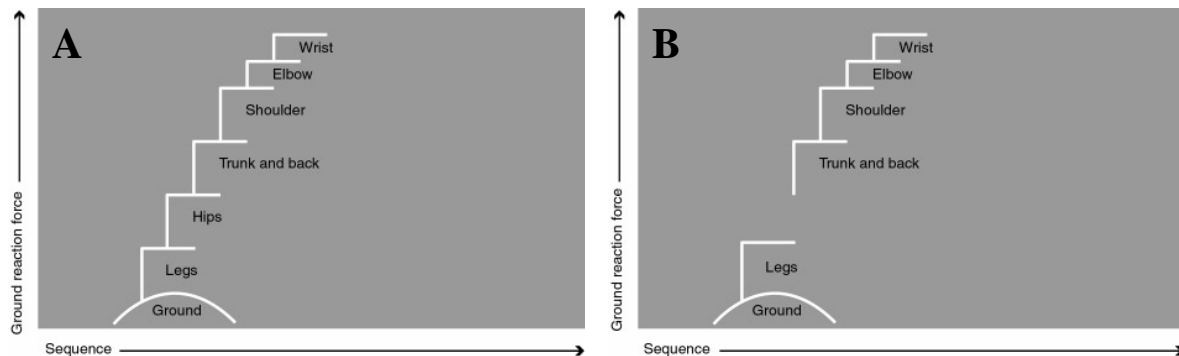 A
Wrist
Elbow
Shoulder
Trunk and back
Hips
Legs
Ground
Ground reaction force
Sequence
B
Wrist
Elbow
Shoulder
Trunk and back
Legs
Ground
Ground reaction force
Sequence